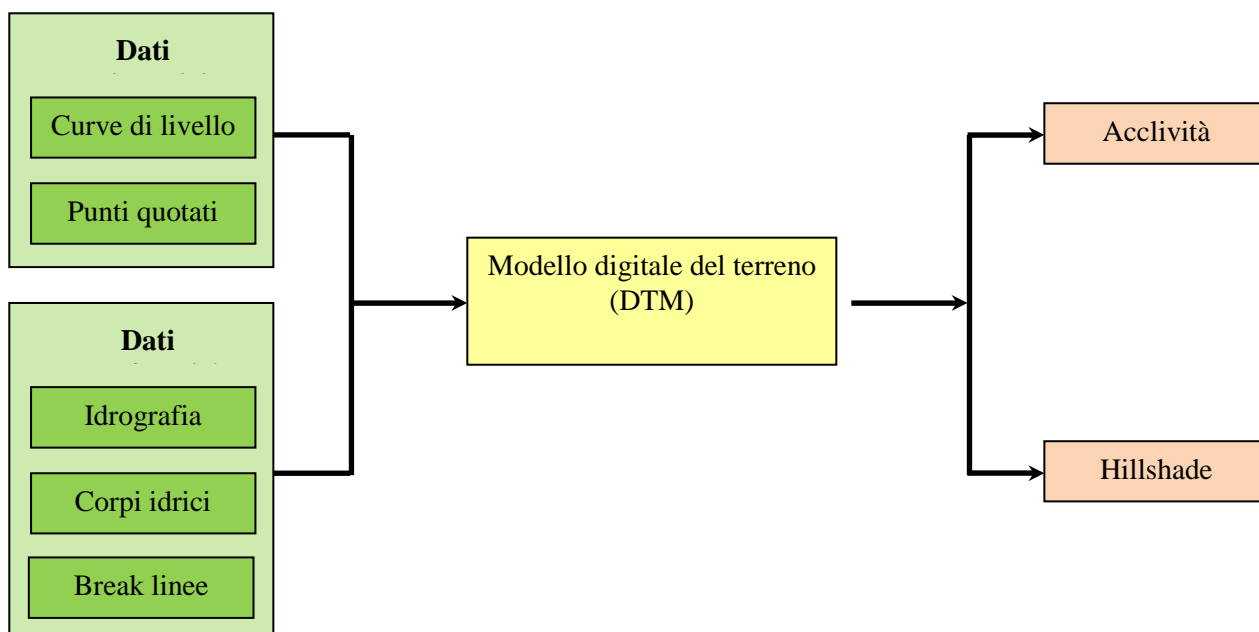 Dati
Curve di livello
Punti quotati
Dati
Idrografia
Corpi idrici
Break linee
Modello digitale del terreno
(DTM)
Acclività
Hillshade